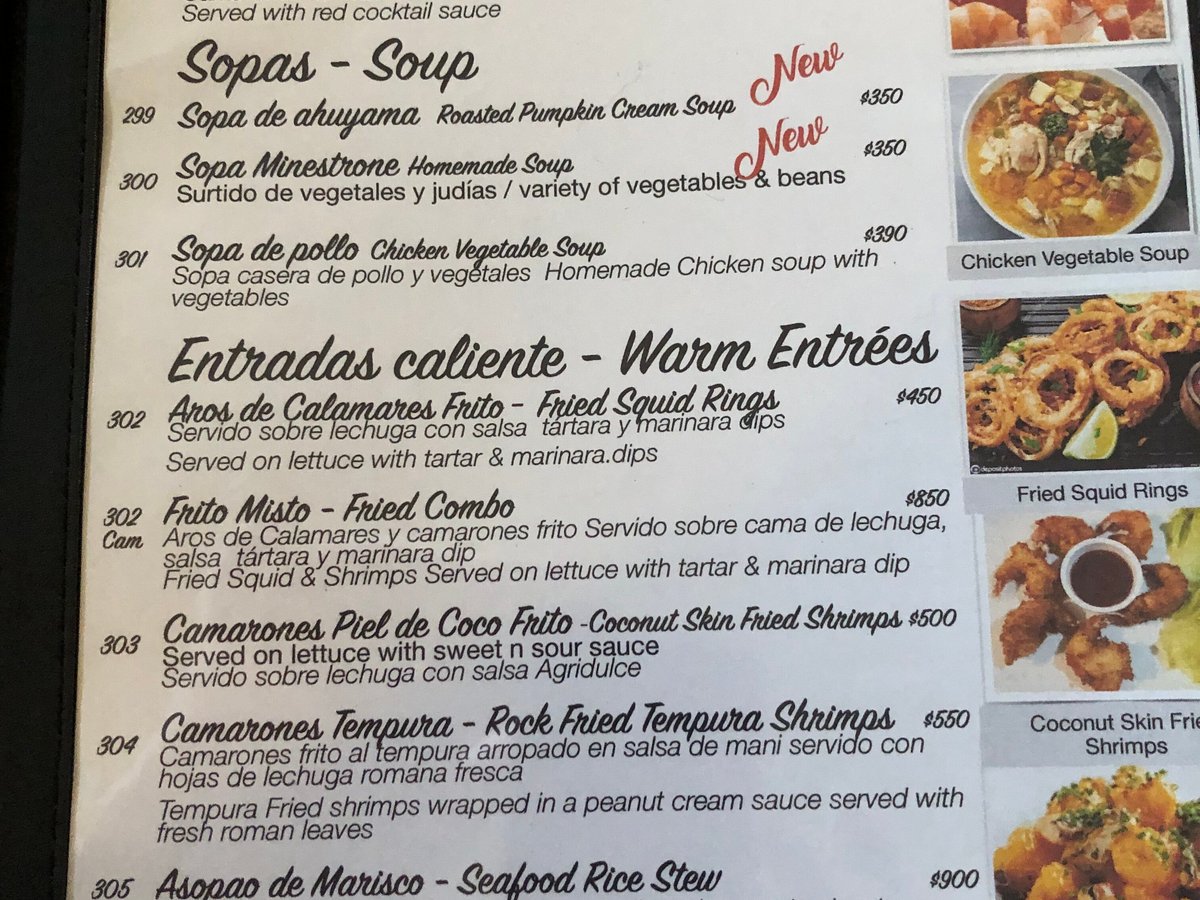 Served with red cocktail sauce
Sopas - Soup
299 Sopa de ahuyama Roasted Pumpkin Cream Soup New $350
300 Sopa Minestrone Homemade Soup New $350
Surtido de vegetales y judías / variety of vegetables & beans
301 Sopa de pollo Chicken Vegetable Soup $390
Sopa casera de pollo y vegetales Homemade Chicken soup with
vegetables
Chicken Vegetable Soup
Entradas caliente - Warm Entrées
302 Aros de Calamares Frito - Fried Squid Rings $450
Servido sobre lechuga con salsa tártara y marinara dips
Served on lettuce with tartar & marinara.dips
depositphotos
Fried Squid Rings
302 Cam Frito Misto - Fried Combo $850
Aros de Calamares y camarones frito Servido sobre cama de lechuga,
salsa tártara y marinara dip
Fried Squid & Shrimps Served on lettuce with tartar & marinara dip
303 Camarones Piel de Coco Frito - Coconut Skin Fried Shrimps $500
Served on lettuce with sweet n sour sauce
Servido sobre lechuga con salsa Agridulce
304 Camarones Tempura - Rock Fried Tempura Shrimps $550
Camarones frito al tempura arropado en salsa de mani servido con
hojas de lechuga romana fresca
Tempura Fried shrimps wrapped in a peanut cream sauce served with
fresh roman leaves
Coconut Skin Frie
Shrimps
305 Asopao de Marisco - Seafood Rice Stew $900